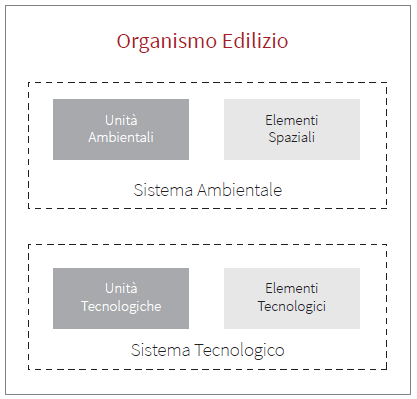 Organismo Edilizio
Unità
Ambientali
Elementi
Spaziali
Sistema Ambientale
Unità
Tecnologiche
Elementi
Tecnologici
Sistema Tecnologico